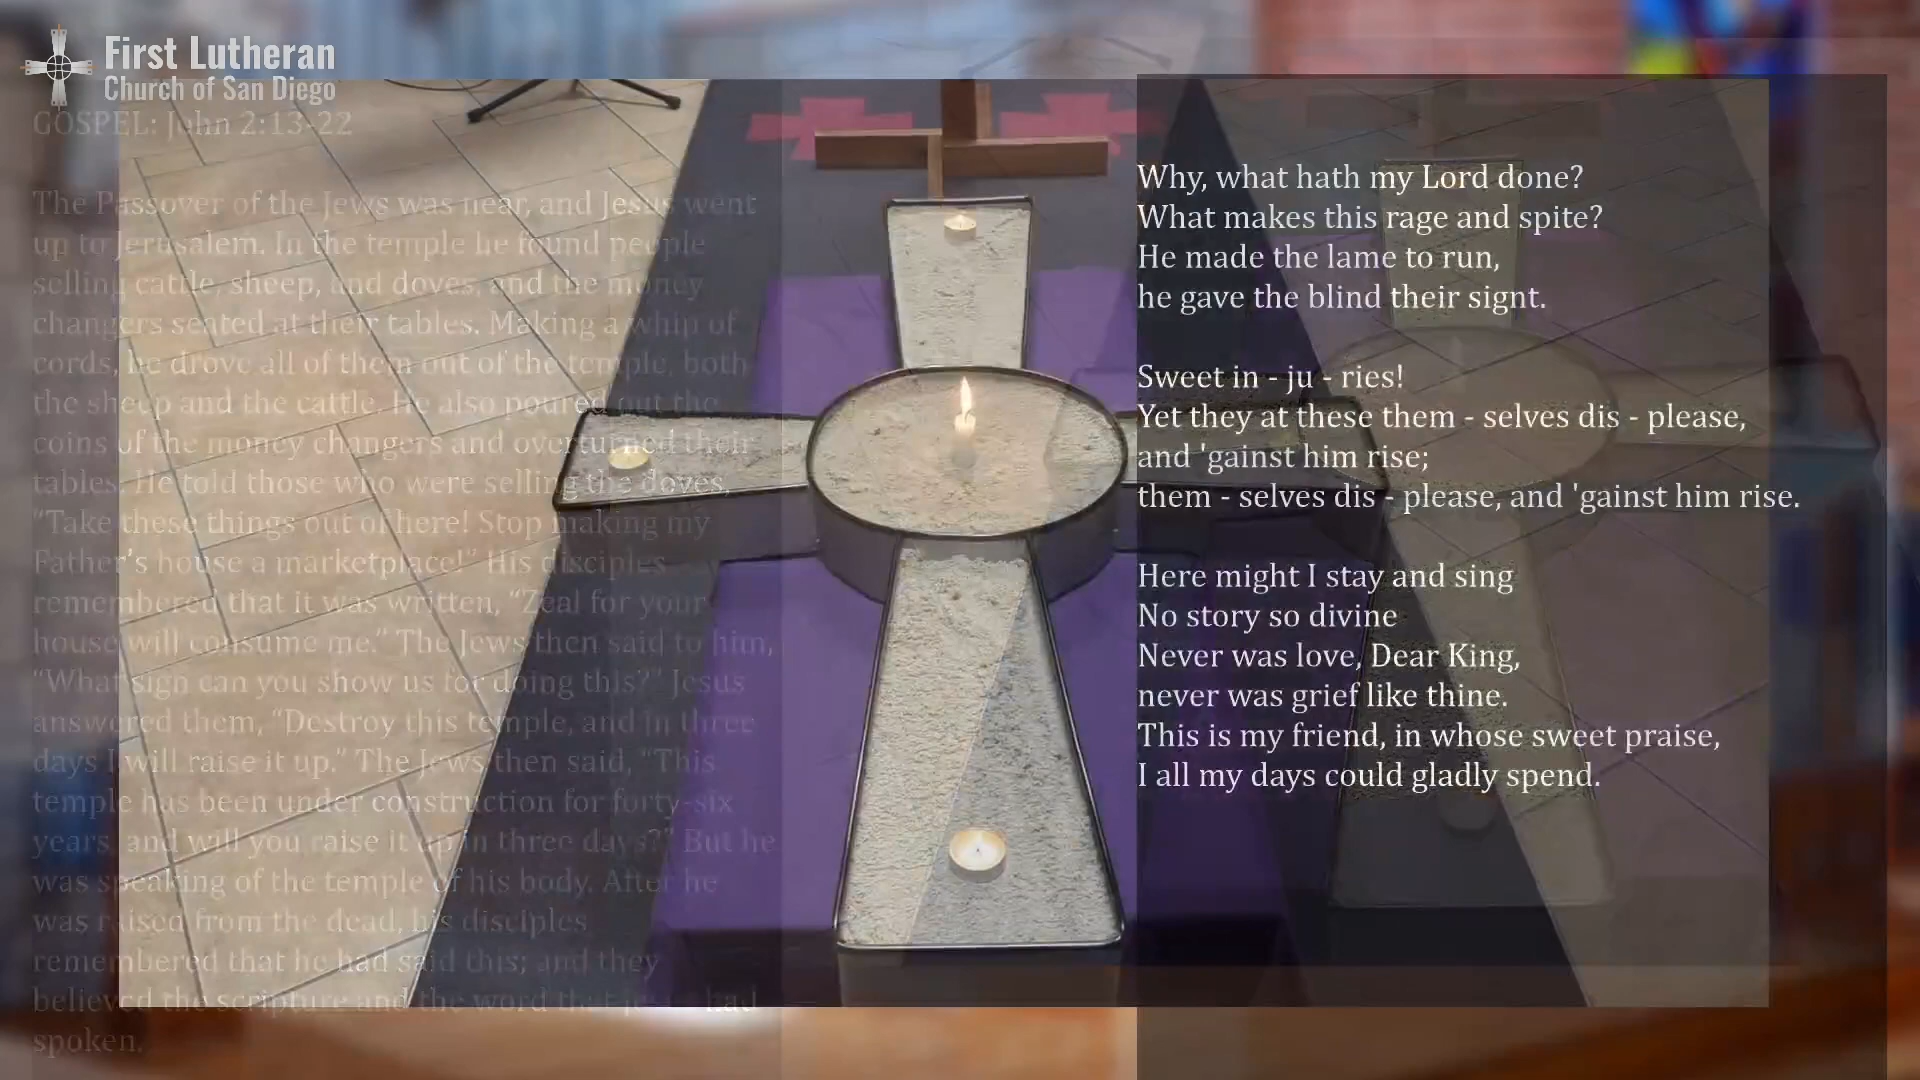 First Lutheran
Church of San Diego
GOSPEL: John 2:13-22
The Passover of the Jews was near, and Jesus went
up to Jerusalem. In the temple he found people
selling cattle, sheep, and doves, and the money
changers seated at their tables. Making a whip of
cords, he drove all of them out of the temple, both
the sheep and the cattle. He also poured out the
coins of the money changers and overturned their
tables. He told those who were selling the doves,
“Take these things out of here! Stop making my
Father's house a marketplace!” His disciples
remembered that it was written, “Zeal for your
house will consume me.” The Jews then said to him,
“What sign can you show us for doing this?” Jesus
answered them, “Destroy this temple, and in three
days I will raise it up.” The Jews then said, “This
temple has been under construction for forty-six
years, and will you raise it up in three days?” But he
was speaking of the temple of his body. After he
was raised from the dead, his disciples
remembered that he had said this; and they
believed the scripture and the word that Jesus had
spoken.
Why, what hath my Lord done?
What makes this rage and spite?
He made the lame to run,
he gave the blind their signt.
Sweet in - ju - ries!
Yet they at these them - selves dis - please,
and 'gainst him rise;
them - selves dis - please, and 'gainst him rise.
Here might I stay and sing
No story so divine
Never was love, Dear King,
never was grief like thine.
This is my friend, in whose sweet praise,
I all my days could gladly spend.